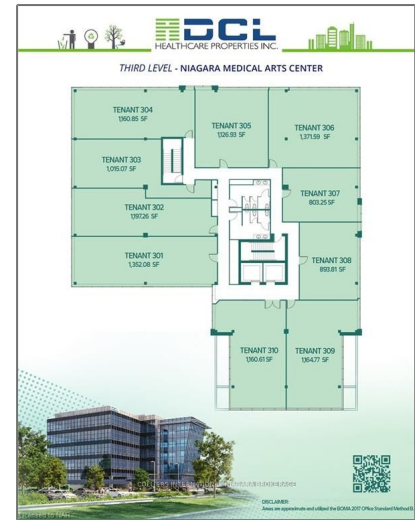 DCL
HEALTHCARE PROPERTIES INC.
THIRD LEVEL - NIAGARA MEDICAL ARTS CENTER
TENANT 304
1,160.85 SF
TENANT 305
1,126.93 SF
TENANT 306
1,371.59 SF
TENANT 303
1,015.07 SF
TENANT 302
1,197.26 SF
TENANT 307
803.25 SF
TENANT 301
1,352.08 SF
TENANT 308
893.81 SF
TENANT 310
1,160.61 SF
TENANT 309
1,164.77 SF
BROKERAGE
DISCLAIMER:
Areas are approximate and utilized the BOMA 2017 Office Standard Method B